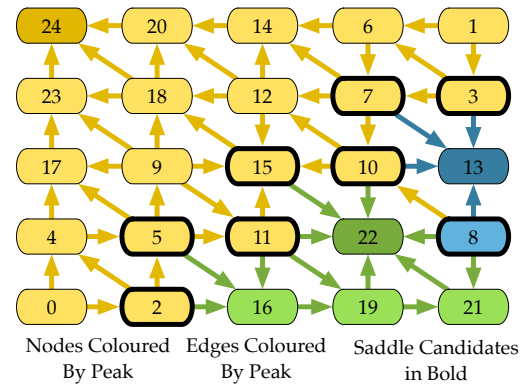 24 20 14 6 1
23 18 12 7 3
17 9 15 10 13
4 5 11 22 8
0 2 16 19 21
Nodes Coloured Edges Coloured Saddle Candidates
By Peak By Peak in Bold